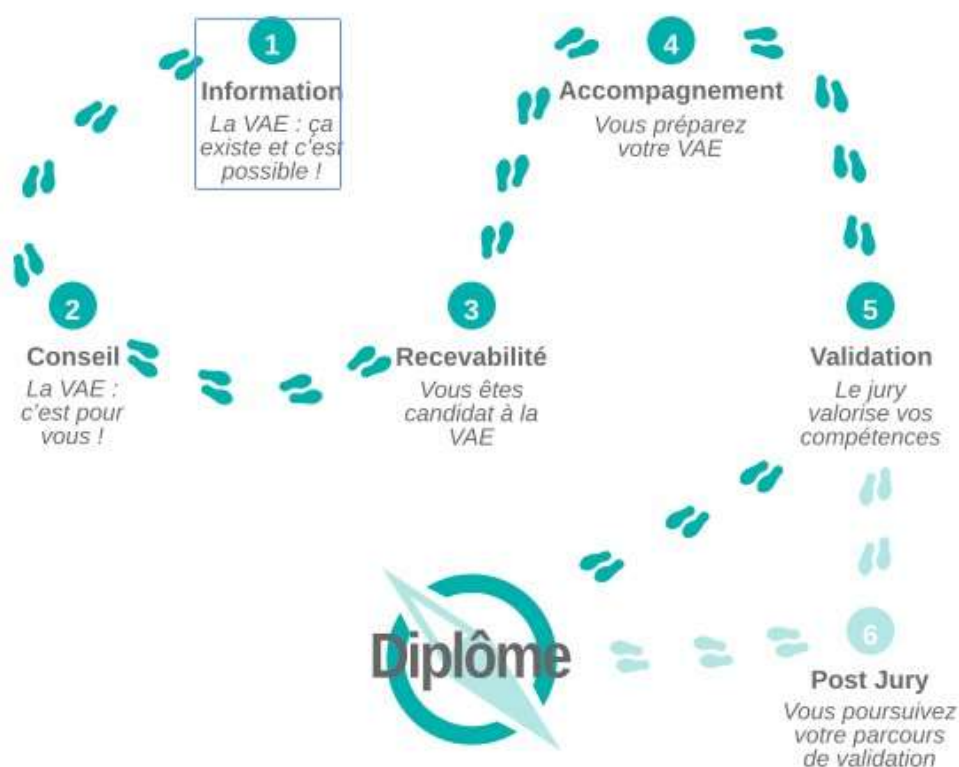 1
Information
La VAE : ça
existe et c'est
possible !
2
Conseil
La VAE :
c'est pour
vous !
3
Recevabilité
Vous êtes
candidat à la
VAE
4
Accompagnement
Vous préparez
votre VAE
5
Validation
Le jury
valorise vos
compétences
6
Post Jury
Vous poursuivez
votre parcours
de validation
Diplôme